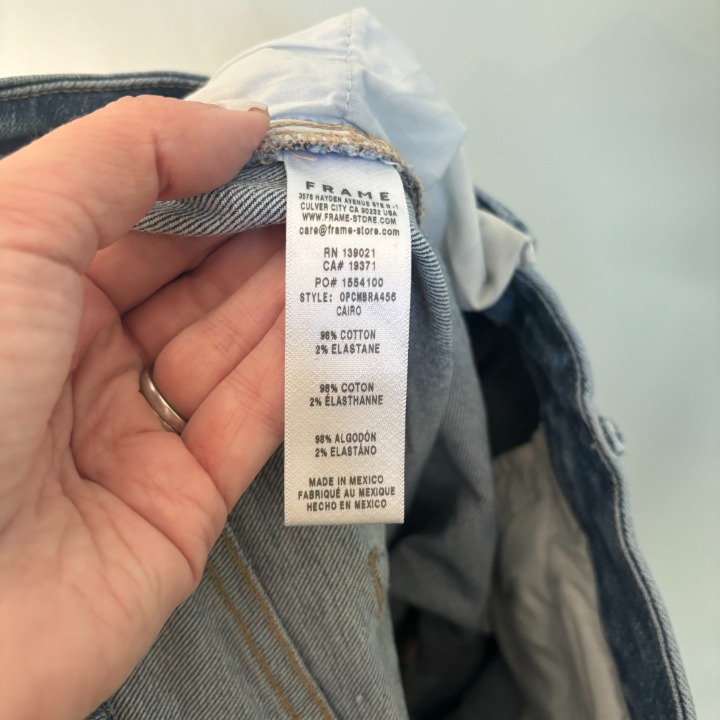 FRAME
3578 HAYDEN AVENUE STE N-1
CULVER CITY CA 90232 USA
WWW.FRAME-STORE.COM
care@frame-store.com
RN 139021
CA# 19371
PO# 1554100
STYLE: OPCMBRA456
CAIRO
98% COTTON
2% ELASTANE
98% COTON
2% ÉLASTHANNE
98% ALGODÓN
2% ELASTÁNO
MADE IN MEXICO
FABRIQUÉ AU MEXIQUE
HECHO EN MEXICO